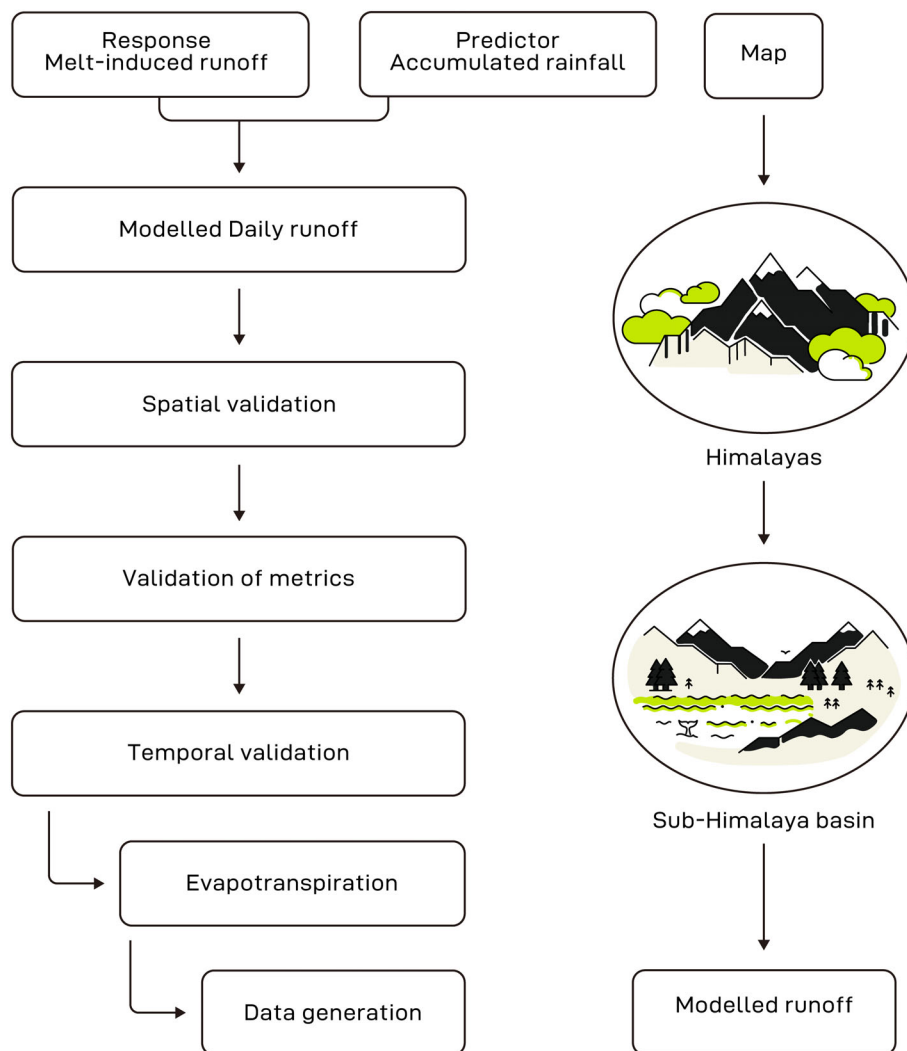 Response
Melt-induced runoff
Predictor
Accumulated rainfall
Map
Modelled Daily runoff
Spatial validation
Himalayas
Validation of metrics
Temporal validation
Sub-Himalaya basin
Evapotranspiration
Data generation
Modelled runoff